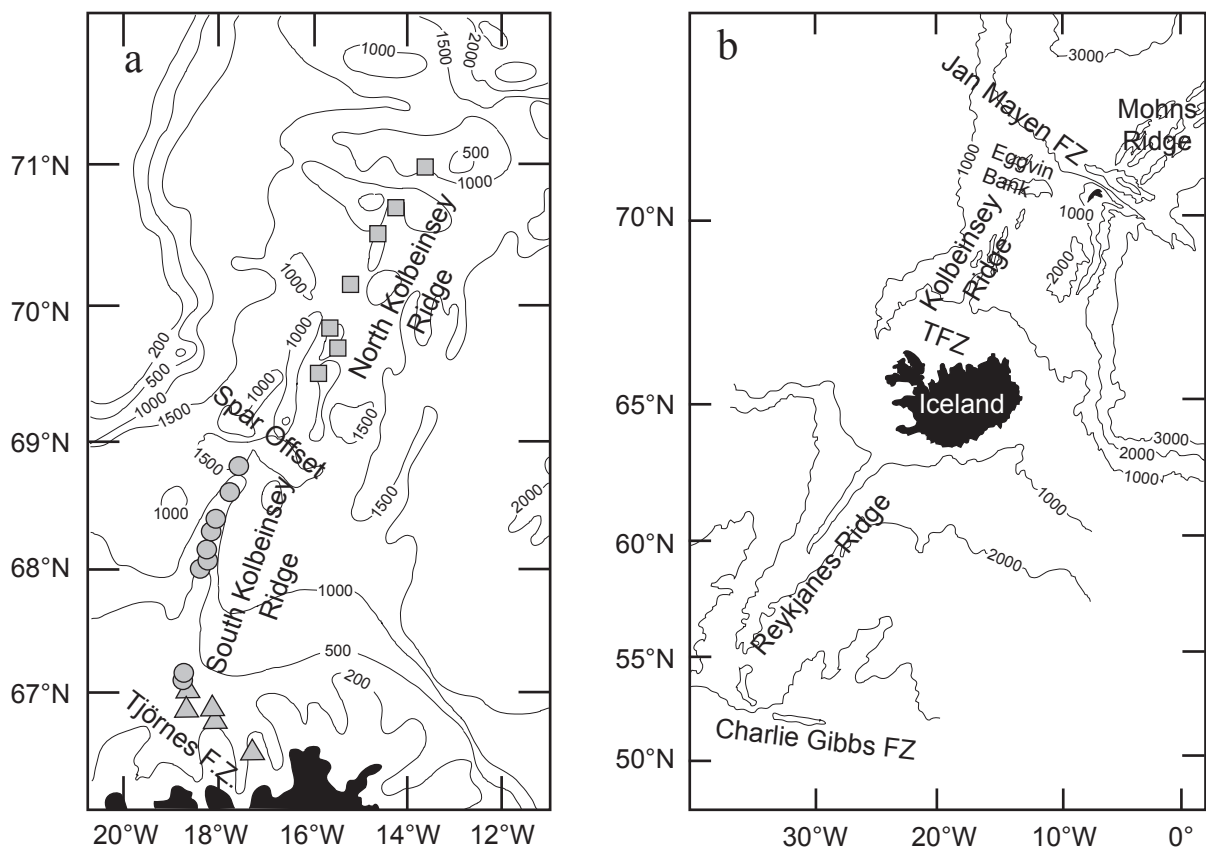 a
1000
1500
2000
71°N
500
1000
1000
70°N
North Kolbeinsey
Ridge
200
500
1000
1500
1000
1000
1500
69°N
Spar Offset
1500
1000
1500
2000
South Kolbeinsey
Ridge
68°N
1000
500
200
67°N
Tjörnes F.Z.
20°W
18°W
16°W
14°W
12°W
b
3000
Jan Mayen FZ
Mohns
Ridge
1000
Eggvin
Bank
1000
70°N
Kolbeinsey
Ridge
2000
TFZ
Iceland
65°N
3000
2000
1000
1000
60°N
2000
Reykjanes Ridge
55°N
Charlie Gibbs FZ
50°N
30°W
20°W
10°W
0°